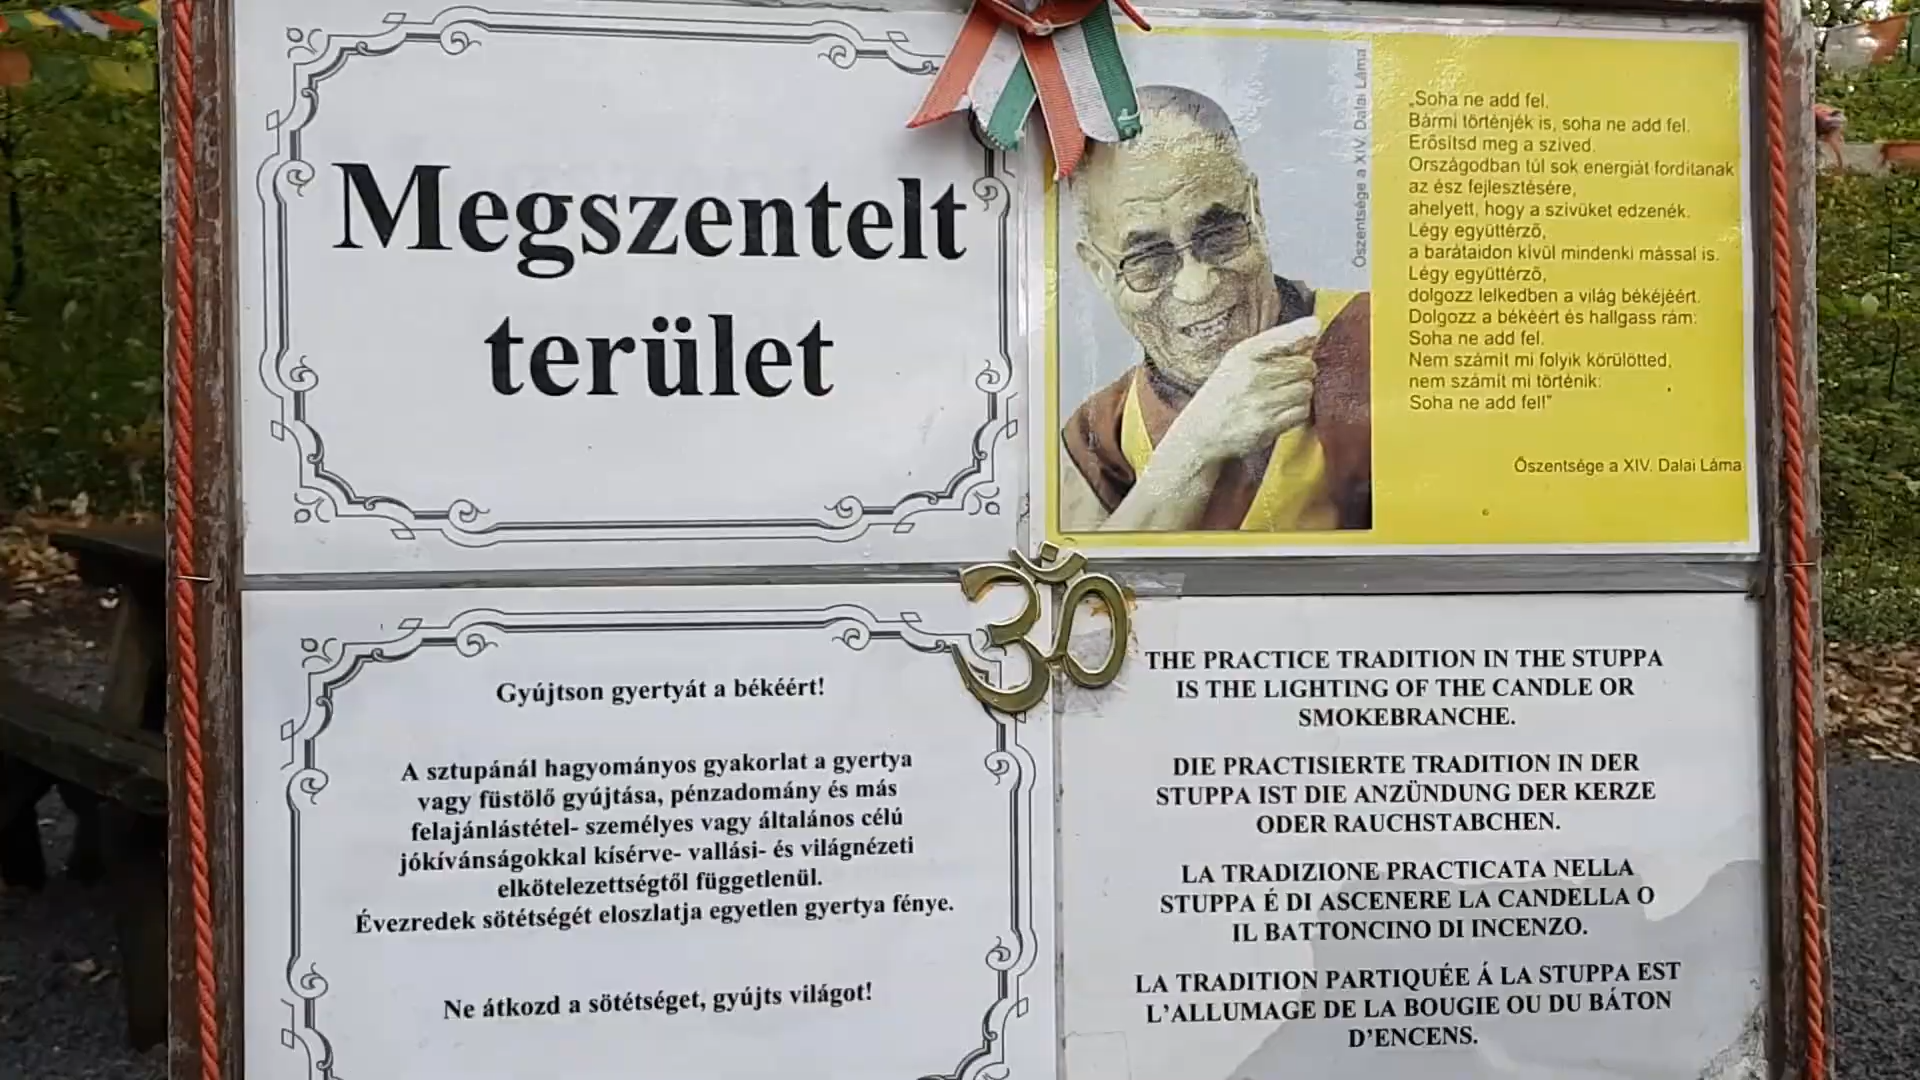 Megszentelt
terület
Őszentsége a XIV. Dalai Láma
„Soha ne add fel.
Bármi történjék is, soha ne add fel.
Erősitsd meg a szived.
Országodban túl sok energiát forditanak
az ész fejlesztésére,
ahelyett, hogy a szivüket edzenék.
Légy együttérző,
a barátaidon kívül mindenki mással is.
Légy együttérző,
dolgozz lelkedben a világ békéjéért.
Dolgozz a békéért és hallgass rám:
Soha ne add fel.
Nem számit mi folyik körülötted,
nem számit mi történik:
Soha ne add fel!”
Őszentsége a XIV. Dalai Láma
ॐ
Gyújtson gyertyát a békéért!
A sztupánál hagyományos gyakorlat a gyertya
vagy füstölő gyújtása, pénzadomány és más
felajánlástétel- személyes vagy általános célú
jókívánságokkal kísérve- vallási- és világnézeti
elkötelezettségtől függetlenül.
Évezredek sötétségét eloszlatja egyetlen gyertya fénye.
Ne átkozd a sötétséget, gyújts világot!
THE PRACTICE TRADITION IN THE STUPPA
IS THE LIGHTING OF THE CANDLE OR
SMOKEBRANCHE.
DIE PRACTISIERTE TRADITION IN DER
STUPPA IST DIE ANZÜNDUNG DER KERZE
ODER RAUCHSTABCHEN.
LA TRADIZIONE PRACTICATA NELLA
STUPPA É DI ASCENERE LA CANDELLA O
IL BATTONCINO DI INCENZO.
LA TRADITION PARTIQUÉE Á LA STUPPA EST
L’ALLUMAGE DE LA BOUGIE OU DU BÁTON
D’ENCENS.